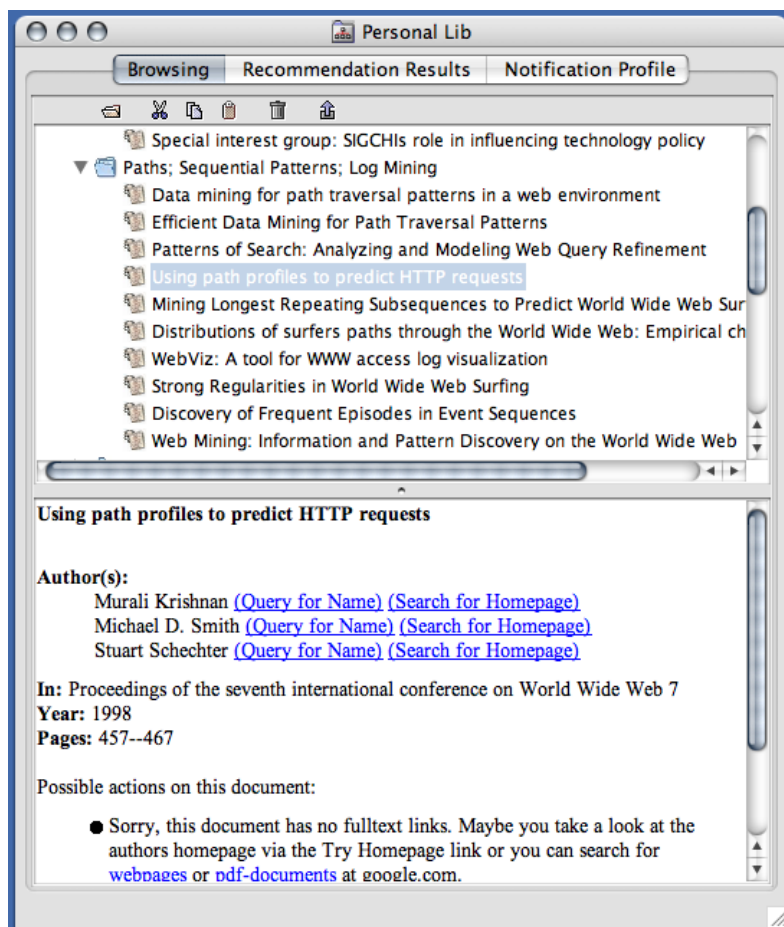 Personal Lib
Browsing Recommendation Results Notification Profile
Special interest group: SIGCHIs role in influencing technology policy
Paths; Sequential Patterns; Log Mining
Data mining for path traversal patterns in a web environment
Efficient Data Mining for Path Traversal Patterns
Patterns of Search: Analyzing and Modeling Web Query Refinement
Using path profiles to predict HTTP requests
Mining Longest Repeating Subsequences to Predict World Wide Web Sur
Distributions of surfers paths through the World Wide Web: Empirical ch
WebViz: A tool for WWW access log visualization
Strong Regularities in World Wide Web Surfing
Discovery of Frequent Episodes in Event Sequences
Web Mining: Information and Pattern Discovery on the World Wide Web
Using path profiles to predict HTTP requests
Author(s):
Murali Krishnan (Query for Name) (Search for Homepage)
Michael D. Smith (Query for Name) (Search for Homepage)
Stuart Schechter (Query for Name) (Search for Homepage)
In: Proceedings of the seventh international conference on World Wide Web 7
Year: 1998
Pages: 457--467
Possible actions on this document:
Sorry, this document has no fulltext links. Maybe you take a look at the
authors homepage via the Try Homepage link or you can search for
webpages or pdf-documents at google.com.